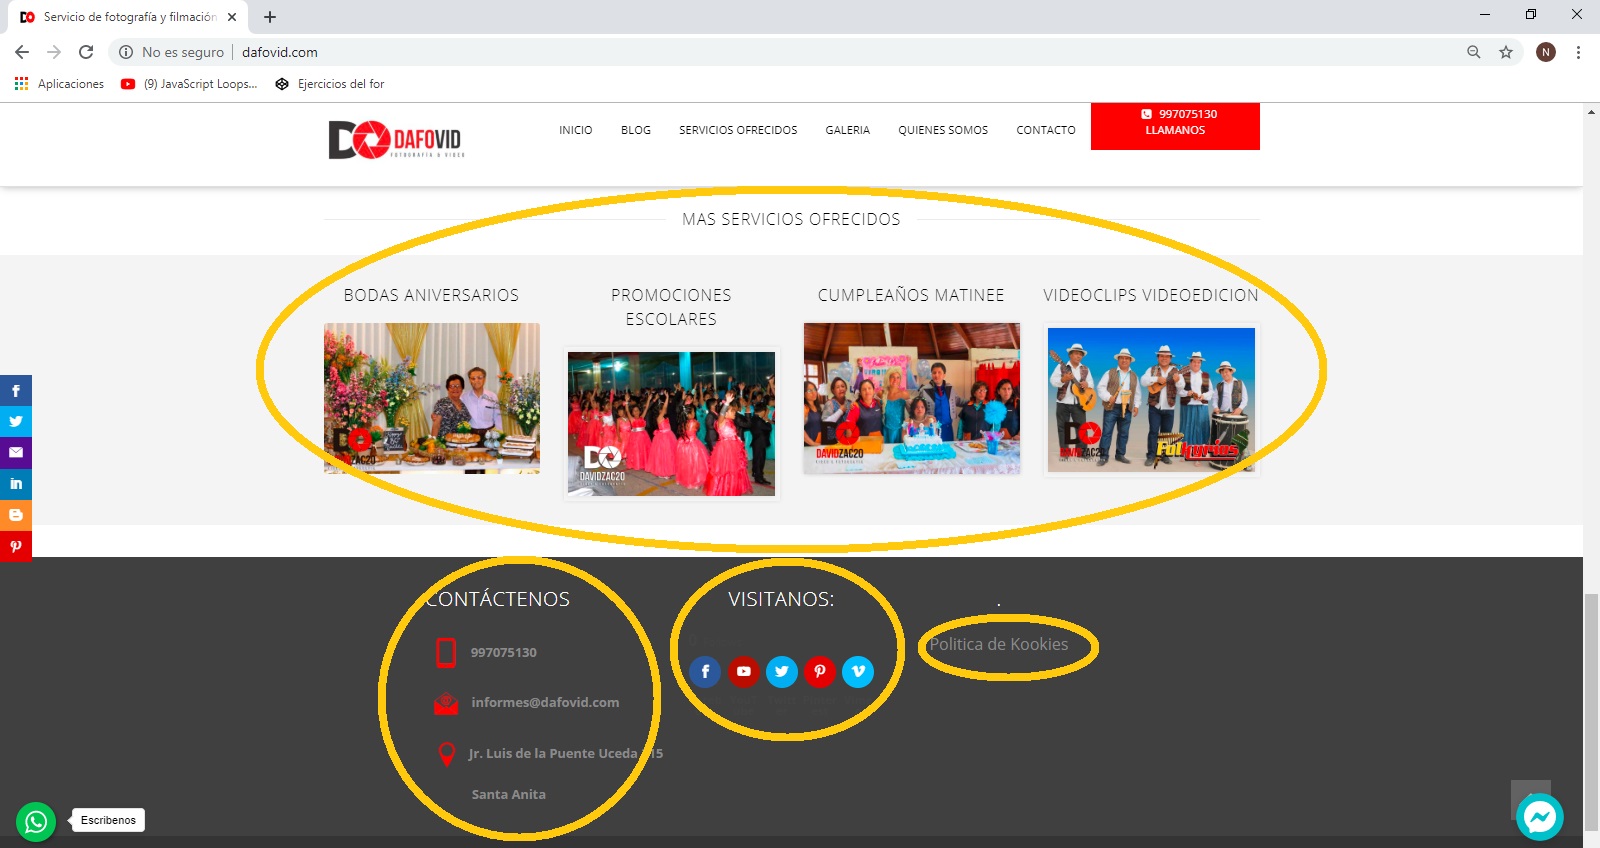 Servicio de fotografía y filmación
No es seguro | dafovid.com
N
Aplicaciones
(9) JavaScript Loops...
Ejercicios del for
DAFOVID
FOTOGRAFIA & VIDEO
INICIO
BLOG
SERVICIOS OFRECIDOS
GALERIA
QUIENES SOMOS
CONTACTO
997075130
LLAMANOS
MAS SERVICIOS OFRECIDOS
BODAS ANIVERSARIOS
PROMOCIONES
ESCOLARES
CUMPLEAÑOS MATINEE
VIDEOCLIPS VIDEOEDICION
DAVIDZAC20
DAVIDZAC20
DAVIDZAC20
DAVIDZAC20
Folkuyrias
CONTÁCTENOS
997075130
informes@dafovid.com
Jr. Luis de la Puente Uceda 15
Santa Anita
VISITANOS:
0
.
Politica de Kookies
Escribenos